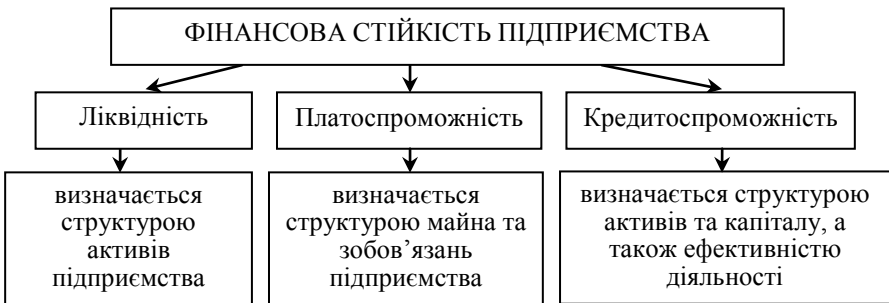 ФІНАНСОВА СТІЙКІСТЬ ПІДПРИЄМСТВА
Ліквідність
Платоспроможність
Кредитоспроможність
визначається
структурою
активів
підприємства
визначається
структурою майна та
зобов’язань
підприємства
визначається структурою
активів та капіталу, а
також ефективністю
діяльності